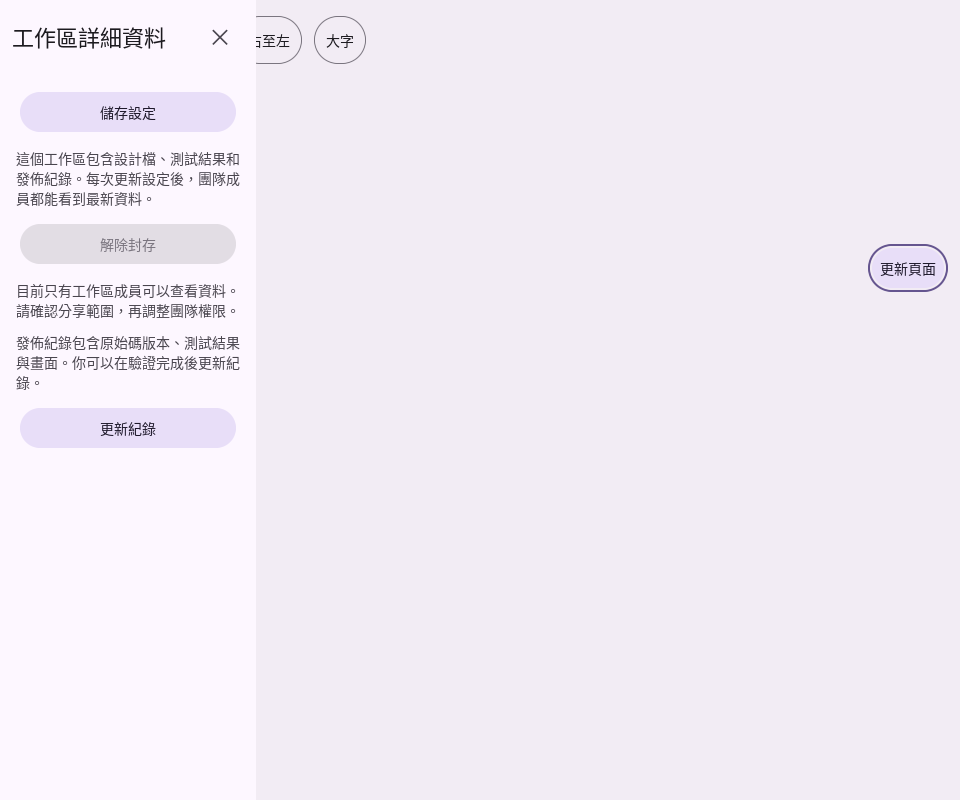 工作區詳細資料
至左
大字
儲存設定
這個工作區包含設計檔、測試結果和
發佈紀錄。每次更新設定後，團隊成
員都能看到最新資料。
解除封存
更新頁面
目前只有工作區成員可以查看資料。
請確認分享範圍，再調整團隊權限。
發佈紀錄包含原始碼版本、測試結果
與畫面。你可以在驗證完成後更新紀
錄。
更新紀錄